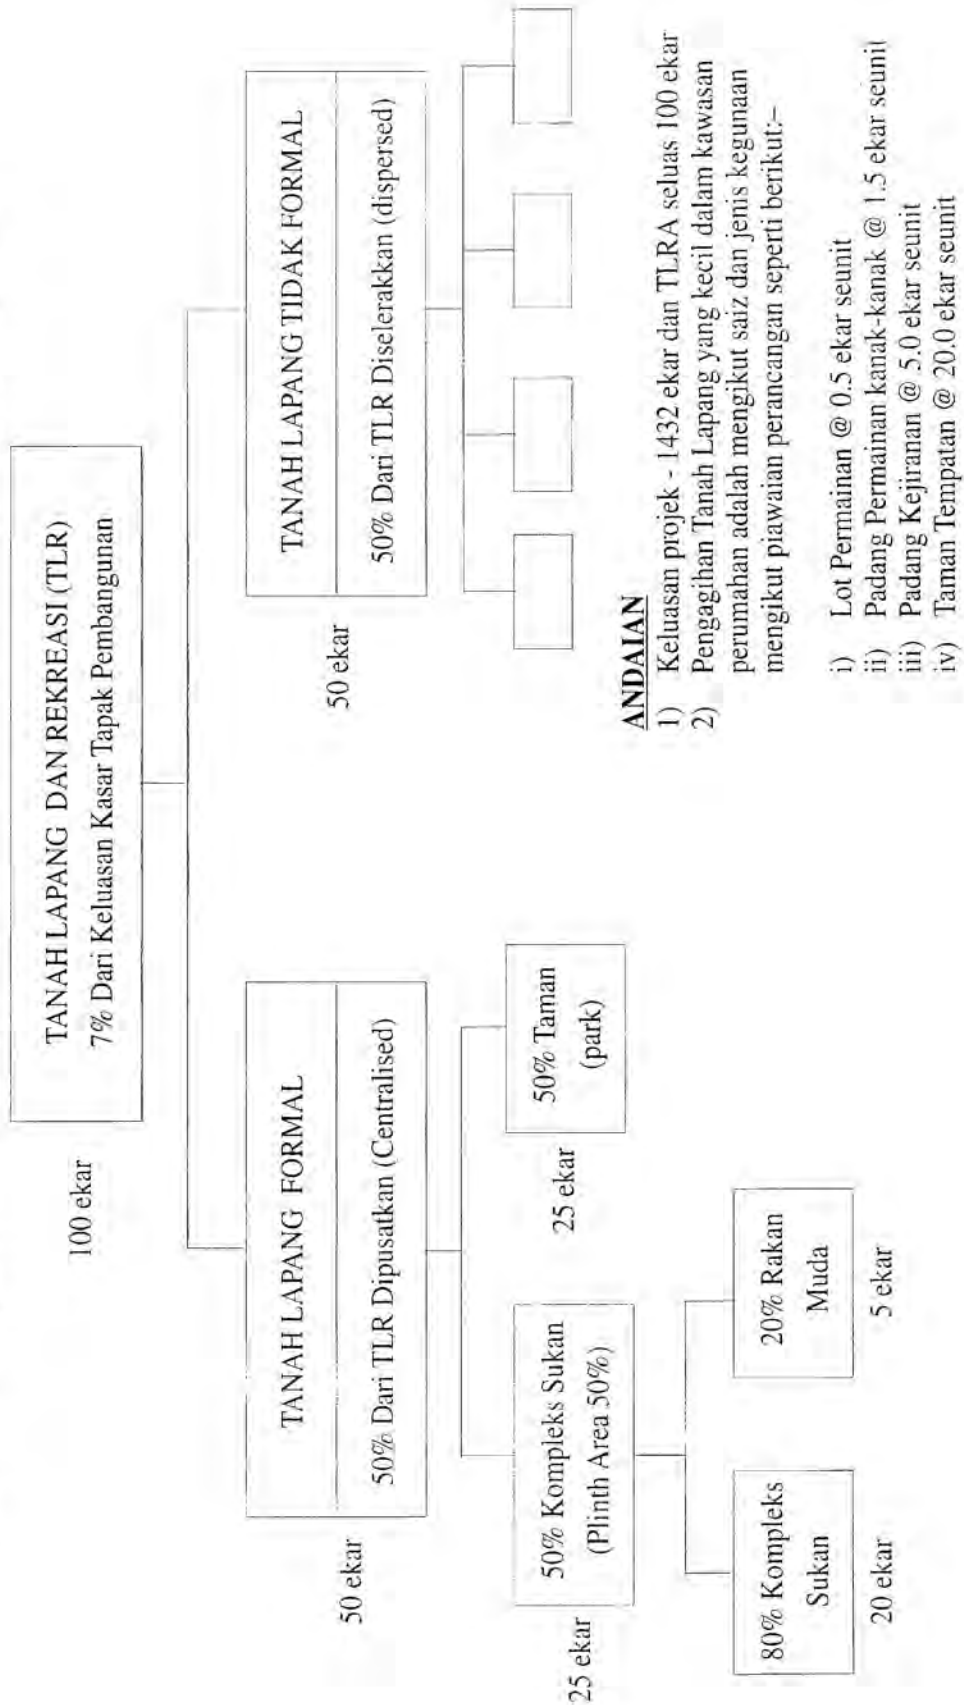 TANAH LAPANG DAN REKREASI (TLR)
7% Dari Keluasan Kasar Tapak Pembangunan
100 ekar
TANAH LAPANG FORMAL
50% Dari TLR Dipusatkan (Centralised)
50 ekar
TANAH LAPANG TIDAK FORMAL
50% Dari TLR Diselerakkan (dispersed)
50 ekar
50% Kompleks Sukan
(Plinth Area 50%)
25 ekar
50% Taman
(park)
25 ekar
80% Kompleks
Sukan
20 ekar
20% Rakan
Muda
5 ekar
ANDAIAN
1) Keluasan projek - 1432 ekar dan TLRA seluas 100 ekar
2) Pengagihan Tanah Lapang yang kecil dalam kawasan
perumahan adalah mengikut saiz dan jenis kegunaan
mengikut piawaian perancangan seperti berikut:–
i) Lot Permainan @ 0.5 ekar seunit
ii) Padang Permainan kanak-kanak @ 1.5 ekar seunit
iii) Padang Kejiranan @ 5.0 ekar seunit
iv) Taman Tempatan @ 20.0 ekar seunit